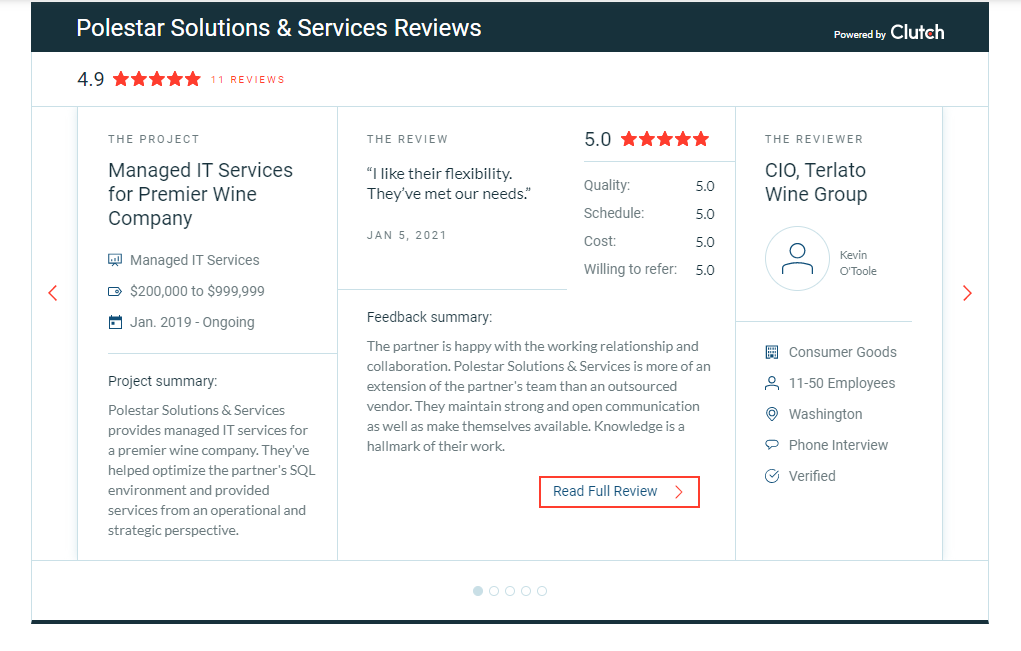 Polestar Solutions & Services Reviews
Powered by Clutch
4.9
11 REVIEWS
THE PROJECT
Managed IT Services
for Premier Wine
Company
Managed IT Services
$200,000 to $999,999
Jan. 2019 - Ongoing
Project summary:
Polestar Solutions & Services
provides managed IT services for
a premier wine company. They've
helped optimize the partner's SQL
environment and provided
services from an operational and
strategic perspective.
THE REVIEW
“I like their flexibility.
They’ve met our needs.”
JAN 5, 2021
5.0
Quality: 5.0
Schedule: 5.0
Cost: 5.0
Willing to refer: 5.0
Feedback summary:
The partner is happy with the working relationship and
collaboration. Polestar Solutions & Services is more of an
extension of the partner's team than an outsourced
vendor. They maintain strong and open communication
as well as make themselves available. Knowledge is a
hallmark of their work.
Read Full Review
THE REVIEWER
CIO, Terlato
Wine Group
Kevin
O'Toole
Consumer Goods
11-50 Employees
Washington
Phone Interview
Verified